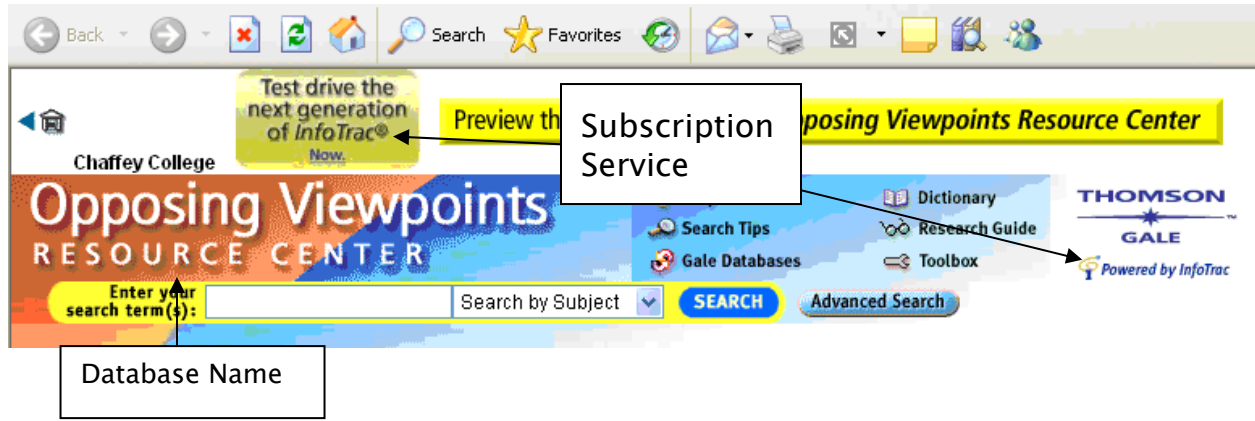 Back
Search
Favorites
Test drive the
next generation
of InfoTrac®
Now.
Preview th
pposing Viewpoints Resource Center
Subscription
Service
Chaffey College
Opposing Viewpoints
RESOURCE CENTER
Search Tips
Gale Databases
Dictionary
Research Guide
Toolbox
THOMSON
™
GALE
Powered by InfoTrac
Enter your
search term(s):
Search by Subject
SEARCH
Advanced Search
Database Name